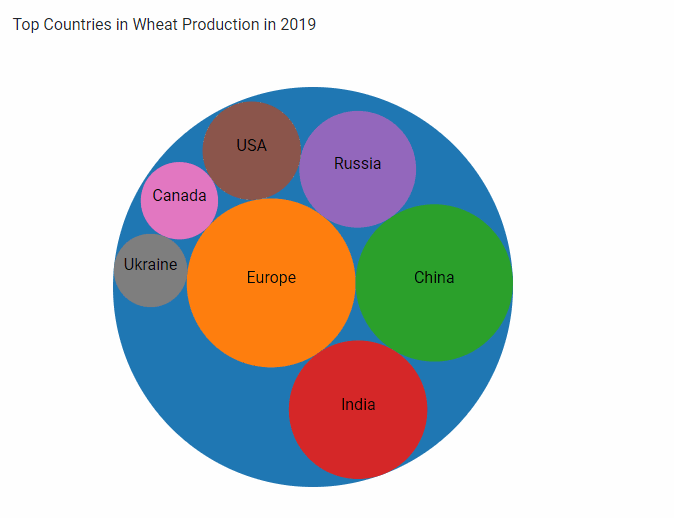 Top Countries in Wheat Production in 2019
USA
Russia
Canada
Ukraine
Europe
China
India